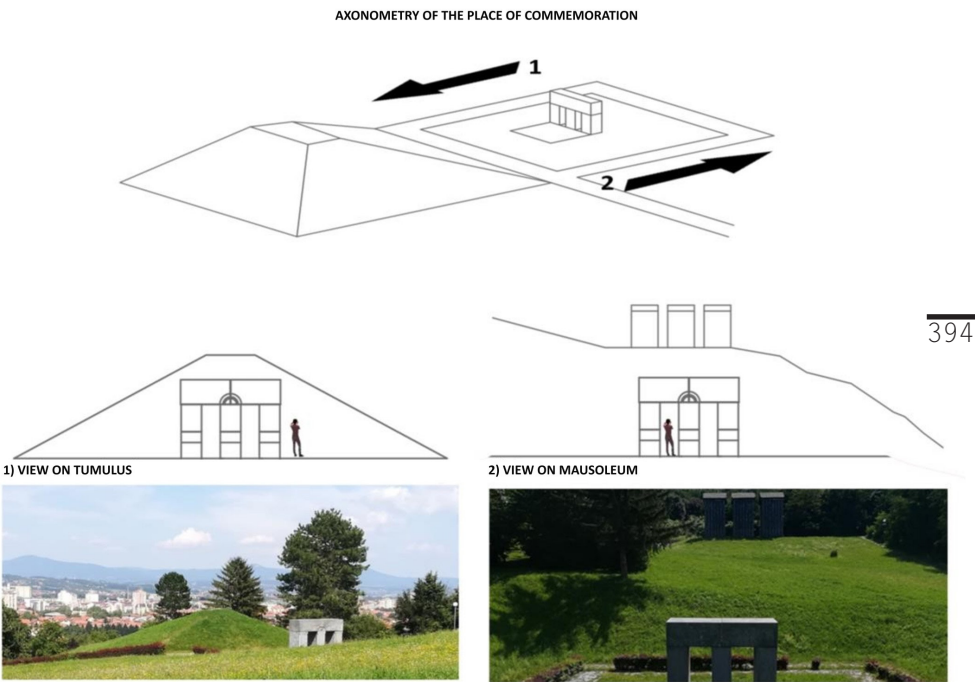 AXONOMETRY OF THE PLACE OF COMMEMORATION
1
2
394
1) VIEW ON TUMULUS
2) VIEW ON MAUSOLEUM